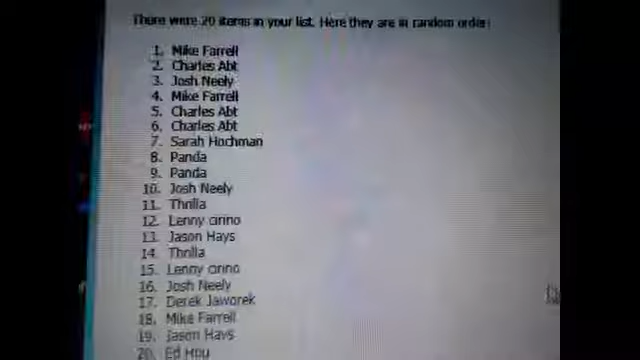 There were 20 items in your list. Here they are in random order:
1. Mike Farrell
2. Charles Abt
3. Josh Neely
4. Mike Farrell
5. Charles Abt
6. Charles Abt
7. Sarah Hochman
8. Panda
9. Panda
10. Josh Neely
11. Thrilla
12. Lenny cirino
13. Jason Hays
14. Thrilla
15. Lenny cirino
16. Josh Neely
17. Derek Jaworek
18. Mike Farrell
19. Jason Hays
20. Ed